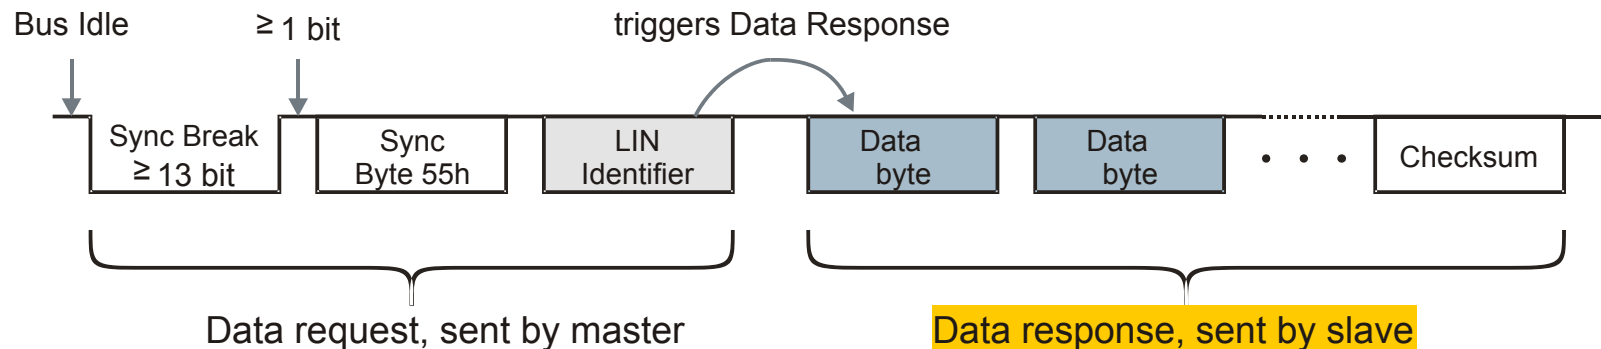 Bus Idle
≥ 1 bit
triggers Data Response
Sync Break
≥ 13 bit
Sync
Byte 55h
LIN
Identifier
Data
byte
Data
byte
• • •
Checksum
Data request, sent by master
Data response, sent by slave